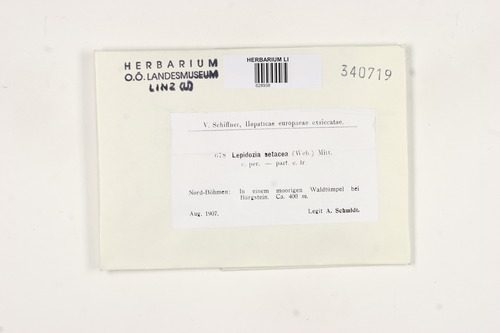 HERBARIUM
O.Ö. LANDESMUSEUM
LINZ (LI)
HERBARIUM LI
340719
V. Schiffner, Hepaticae europaeae exsiccatae.
678 Lepidozia setacea (Web.) Mitt.
c. per. — part. c. fr
Nord-Böhmen: In einem moorigen Waldtümpel bei
Bürgstein. Ca. 400 m.
Aug. 1907. Legit A. Schmidt.